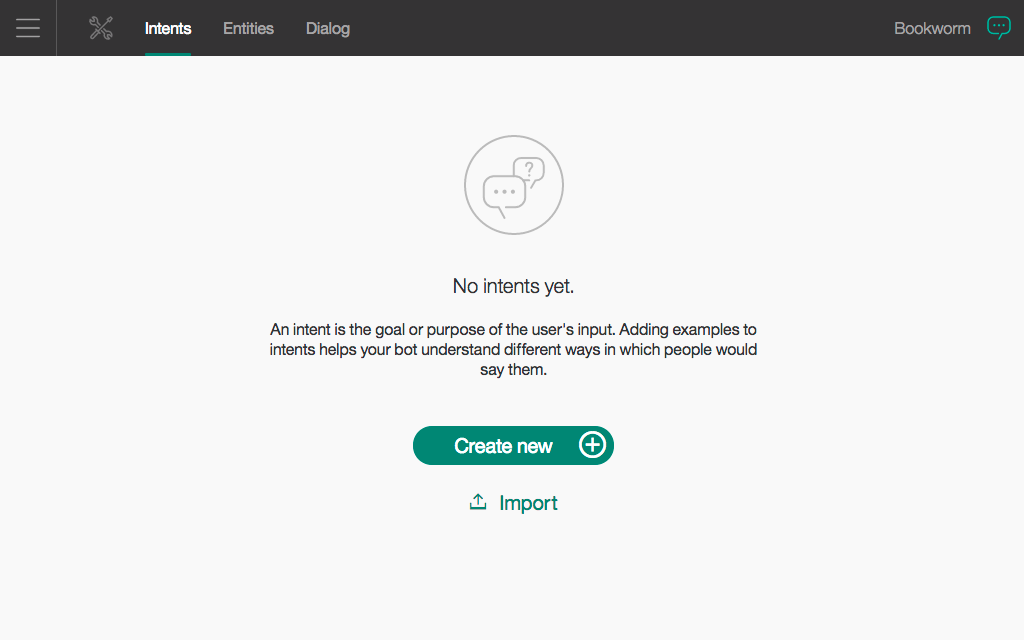 Intents Entities Dialog Bookworm
?
No intents yet.
An intent is the goal or purpose of the user's input. Adding examples to
intents helps your bot understand different ways in which people would
say them.
Create new
Import